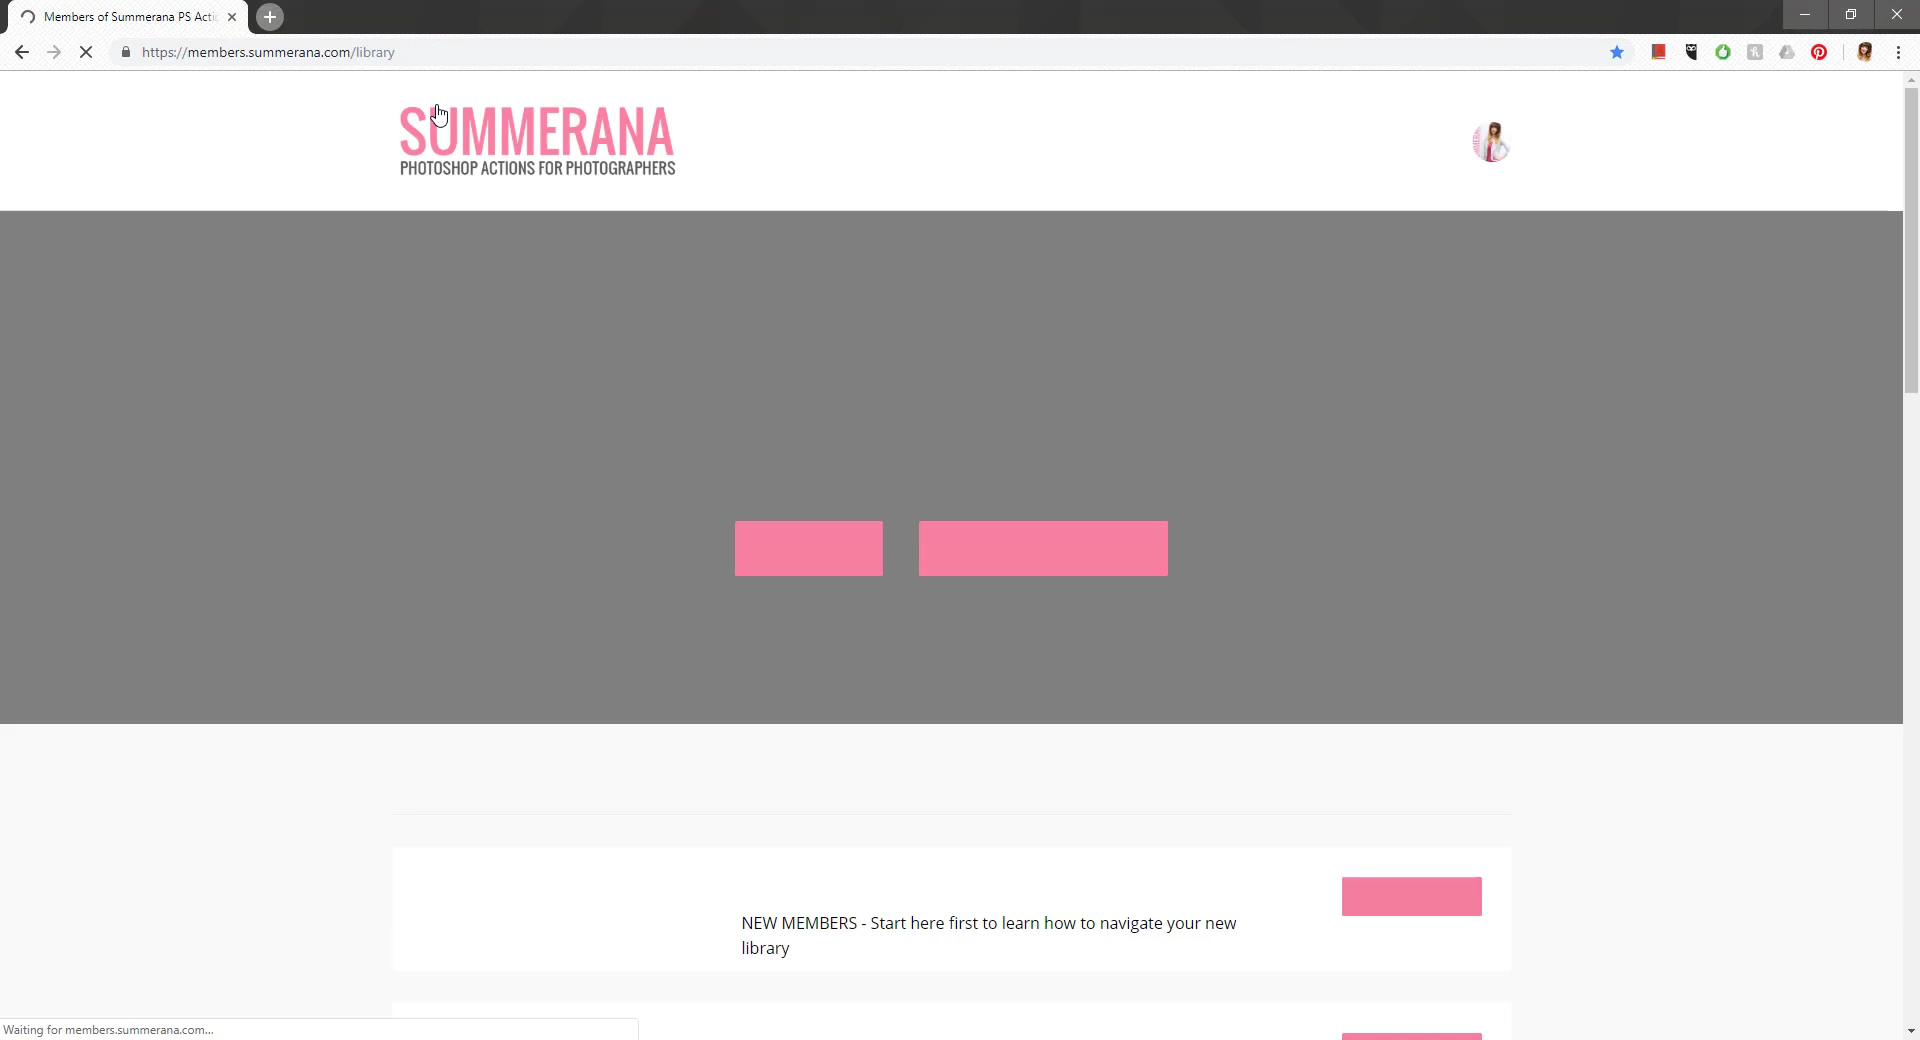 Members of Summerana PS Actio
https://members.summerana.com/library
SUMMERANA
PHOTOSHOP ACTIONS FOR PHOTOGRAPHERS
NEW MEMBERS - Start here first to learn how to navigate your new
library
Waiting for members.summerana.com...